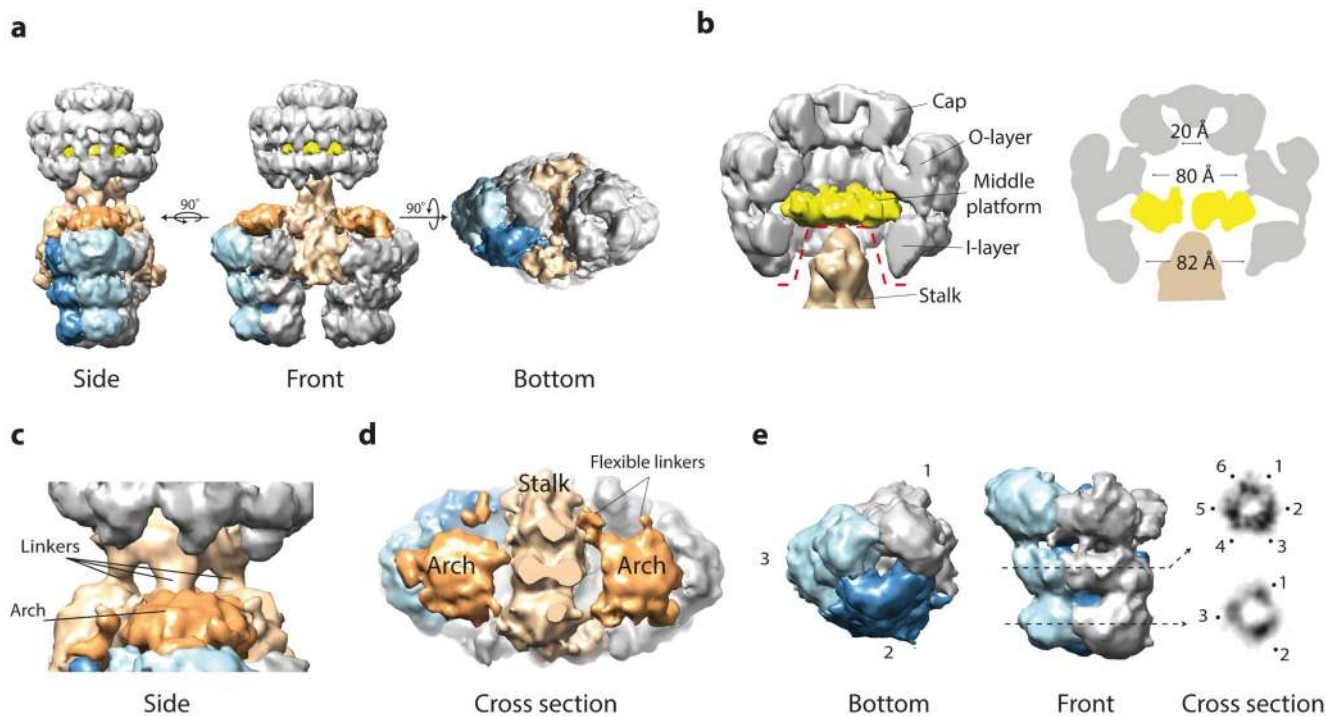 a
90°
90°
Side
Front
Bottom
b
Cap
O-layer
Middle
platform
I-layer
Stalk
20 Å
80 Å
82 Å
c
Linkers
Arch
Side
d
Flexible linkers
Stalk
Arch
Arch
Cross section
e
1
3
2
Bottom
Front
6
1
5
2
4
3
1
3
2
Cross section